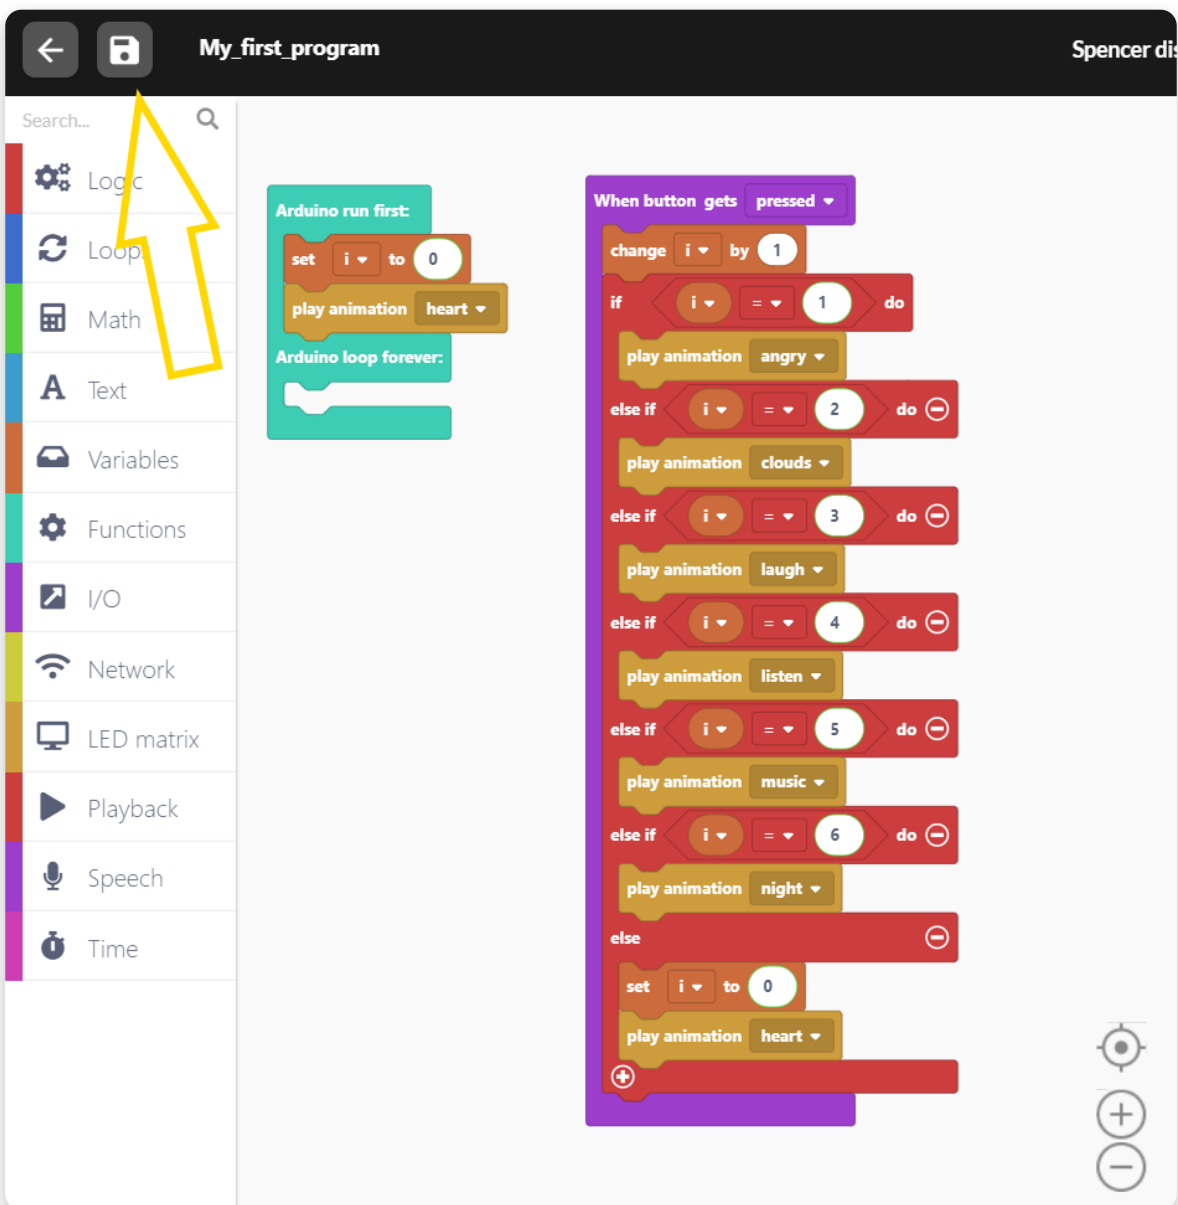 My_first_program
Spencer dis
Search...
Logic
Loops
Math
Text
Variables
Functions
I/O
Network
LED matrix
Playback
Speech
Time
Arduino run first:
set i to 0
play animation heart
Arduino loop forever:
When button gets pressed
change i by 1
if i = 1 do
play animation angry
else if i = 2 do
play animation clouds
else if i = 3 do
play animation laugh
else if i = 4 do
play animation listen
else if i = 5 do
play animation music
else if i = 6 do
play animation night
else
set i to 0
play animation heart